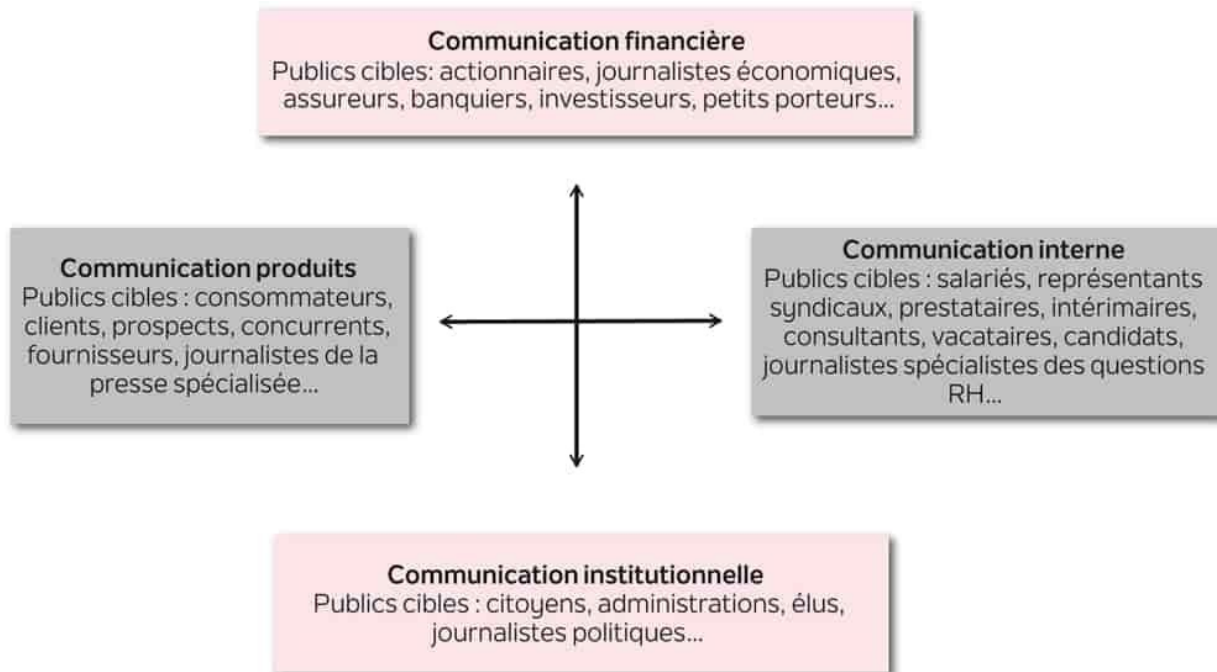 Communication financière
Publics cibles: actionnaires, journalistes économiques,
assureurs, banquiers, investisseurs, petits porteurs...
Communication produits
Publics cibles : consommateurs,
clients, prospects, concurrents,
fournisseurs, journalistes de la
presse spécialisée...
Communication interne
Publics cibles : salariés, représentants
syndicaux, prestataires, intérimaires,
consultants, vacataires, candidats,
journalistes spécialistes des questions
RH...
Communication institutionnelle
Publics cibles : citoyens, administrations, élus,
journalistes politiques...